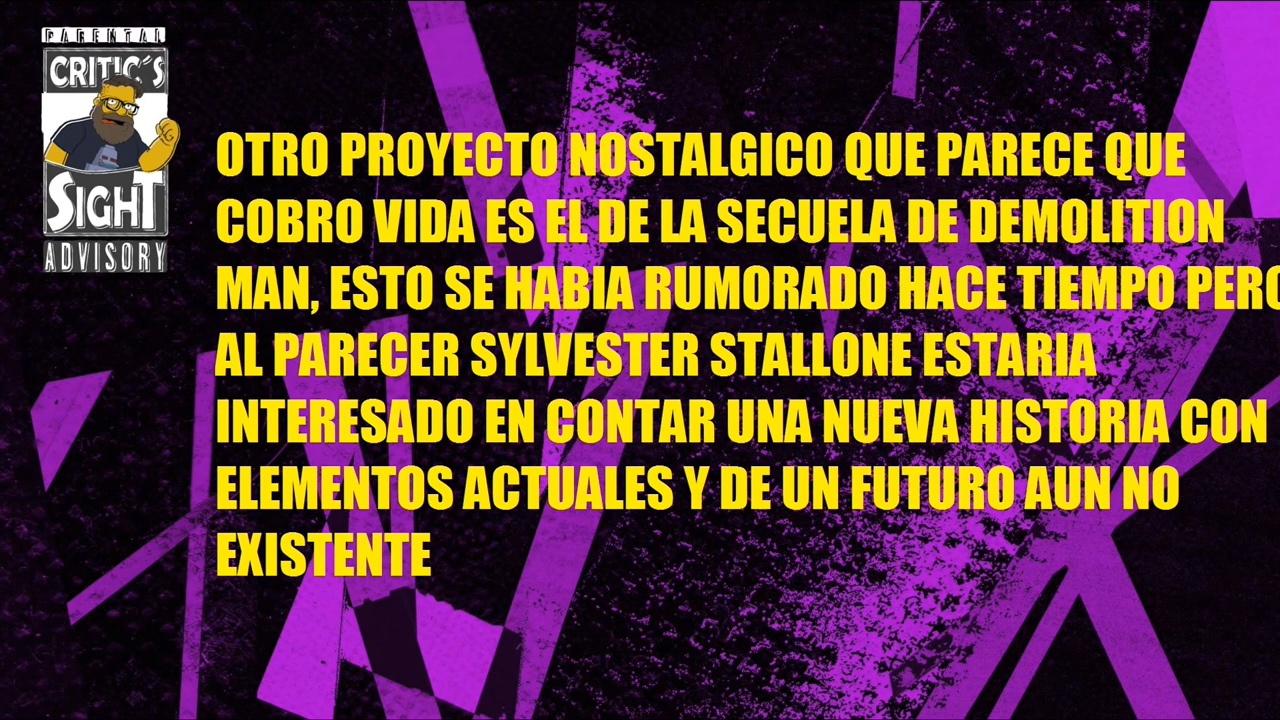 PARENTAL
CRITIC´S
SIGHT
ADVISORY
OTRO PROYECTO NOSTALGICO QUE PARECE QUE
COBRO VIDA ES EL DE LA SECUELA DE DEMOLITION
MAN, ESTO SE HABIA RUMORADO HACE TIEMPO PERO
AL PARECER SYLVESTER STALLONE ESTARIA
INTERESADO EN CONTAR UNA NUEVA HISTORIA CON
ELEMENTOS ACTUALES Y DE UN FUTURO AUN NO
EXISTENTE